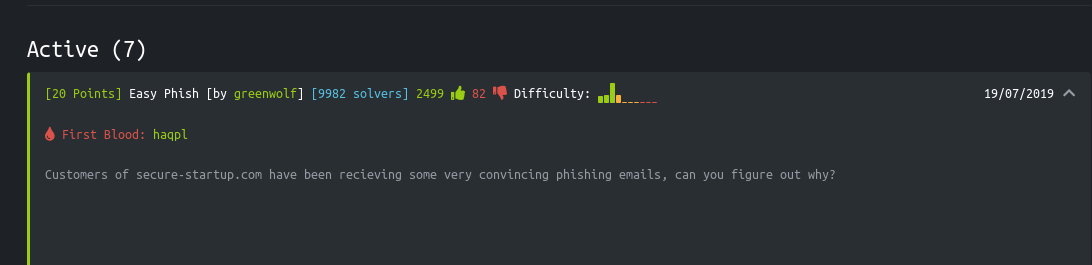 Active (7)
[20 Points] Easy Phish [by greenwolf] [9982 solvers] 2499 82 Difficulty: 19/07/2019
First Blood: haqpl
Customers of secure-startup.com have been recieving some very convincing phishing emails, can you figure out why?